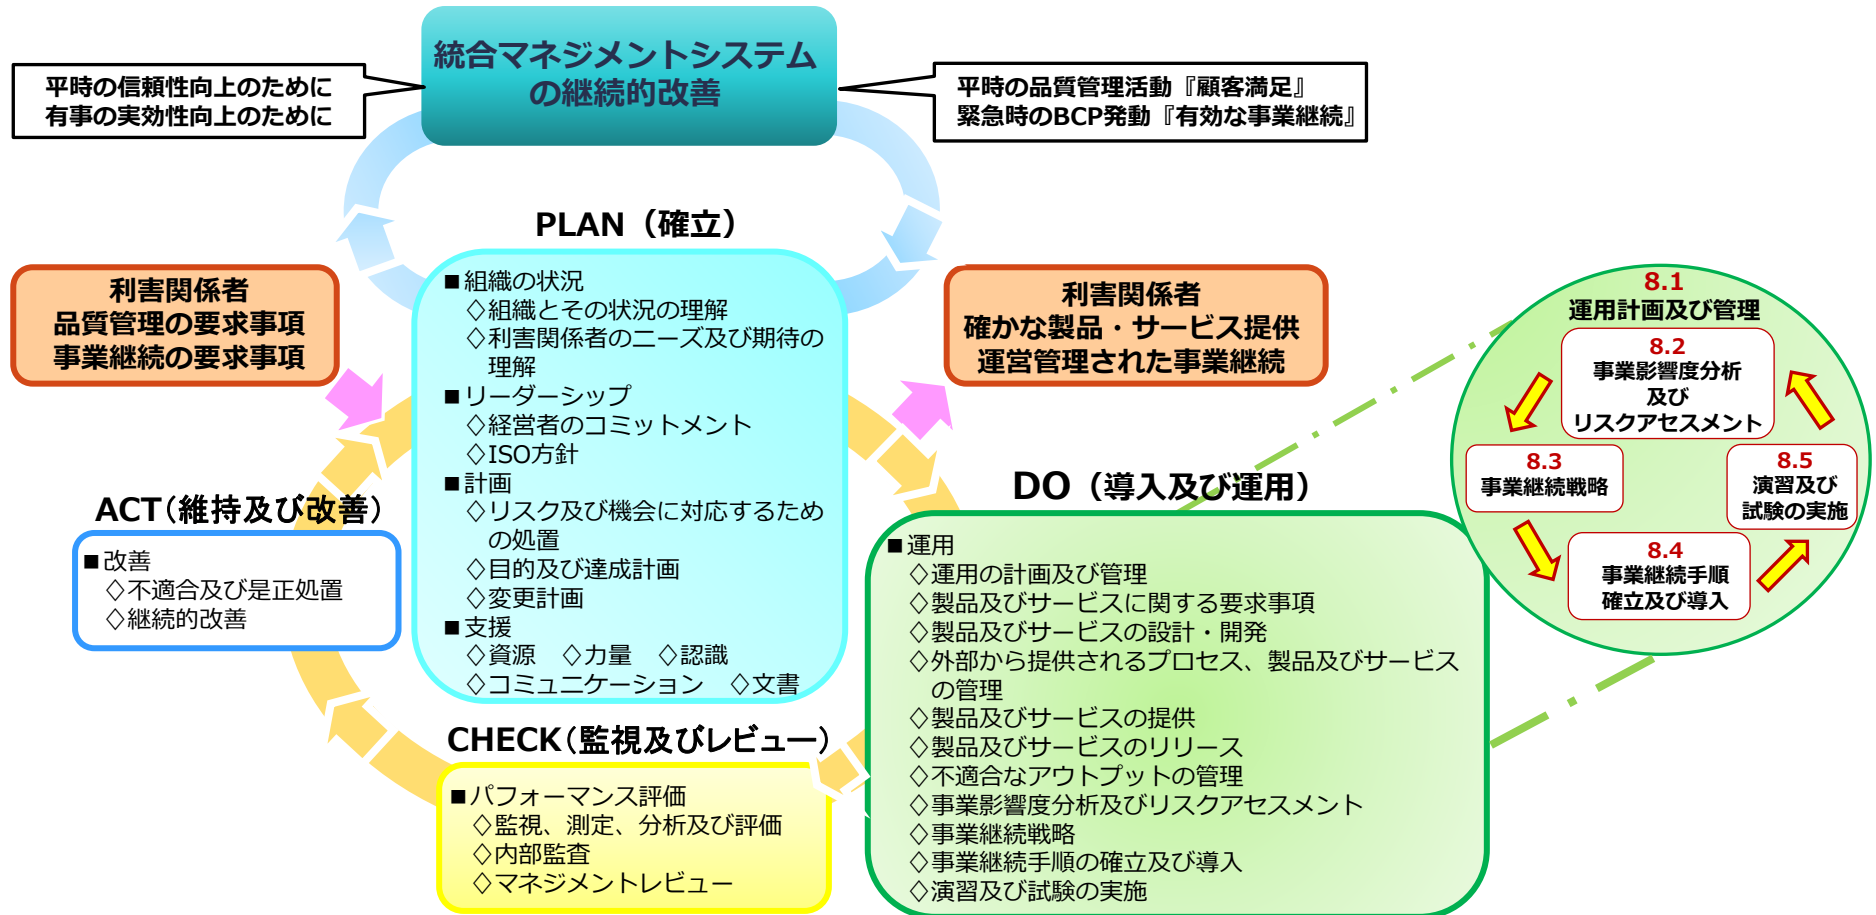 統合マネジメントシステム
の継続的改善
平時の信頼性向上のために
有事の実効性向上のために
平時の品質管理活動『顧客満足』
緊急時のBCP発動『有効な事業継続』
利害関係者
品質管理の要求事項
事業継続の要求事項
PLAN（確立）
■組織の状況
◇組織とその状況の理解
◇利害関係者のニーズ及び期待の
理解
■リーダーシップ
◇経営者のコミットメント
◇ISO方針
■計画
◇リスク及び機会に対応するため
の処置
◇目的及び達成計画
◇変更計画
■支援
◇資源　◇力量　◇認識
◇コミュニケーション　◇文書
利害関係者
確かな製品・サービス提供
運営管理された事業継続
DO（導入及び運用）
■運用
◇運用の計画及び管理
◇製品及びサービスに関する要求事項
◇製品及びサービスの設計・開発
◇外部から提供されるプロセス、製品及びサービス
の管理
◇製品及びサービスの提供
◇製品及びサービスのリリース
◇不適合なアウトプットの管理
◇事業影響度分析及びリスクアセスメント
◇事業継続戦略
◇事業継続手順の確立及び導入
◇演習及び試験の実施
8.1
運用計画及び管理
8.2
事業影響度分析
及び
リスクアセスメント
8.3
事業継続戦略
8.4
事業継続手順
確立及び導入
8.5
演習及び
試験の実施
CHECK（監視及びレビュー）
■パフォーマンス評価
◇監視、測定、分析及び評価
◇内部監査
◇マネジメントレビュー
ACT（維持及び改善）
■改善
◇不適合及び是正処置
◇継続的改善